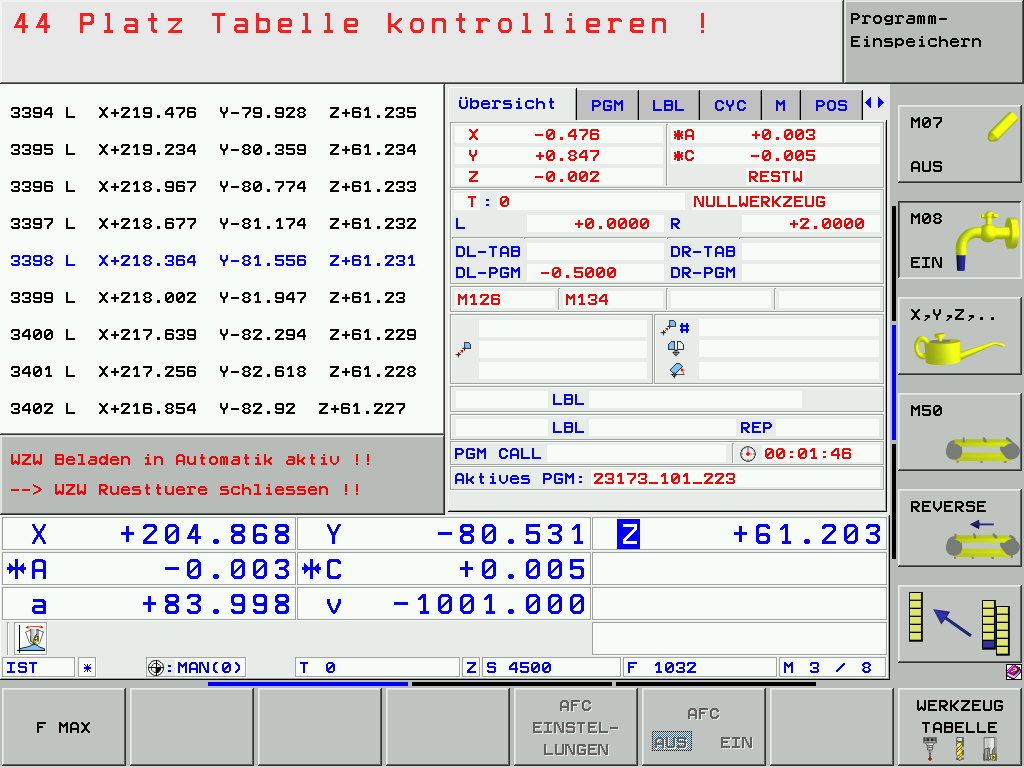 44 Platz Tabelle kontrollieren !
Programm-
Einspeichern
3394 L X+219.476 Y-79.928 Z+61.235
3395 L X+219.234 Y-80.359 Z+61.234
3396 L X+218.967 Y-80.774 Z+61.233
3397 L X+218.677 Y-81.174 Z+61.232
3398 L X+218.364 Y-81.556 Z+61.231
3399 L X+218.002 Y-81.947 Z+61.23
3400 L X+217.639 Y-82.294 Z+61.229
3401 L X+217.256 Y-82.618 Z+61.228
3402 L X+216.854 Y-82.92 Z+61.227
WZW Beladen in Automatik aktiv !!
--> WZW Ruesttuere schliessen !!
Übersicht PGM LBL CYC M POS
X -0.476 *A +0.003
Y +0.847 *C -0.005
Z -0.002 RESTW
T : 0 NULLWERKZEUG
L +0.0000 R +2.0000
DL-TAB DR-TAB
DL-PGM -0.5000 DR-PGM
M126 M134
#
LBL
LBL REP
PGM CALL 00:01:46
Aktives PGM: 23173_101_223
X +204.868 Y -80.531 Z +61.203
*A -0.003 *C +0.005
a +83.998 v -1001.000
IST * :MAN(0) T 0 Z S 4500 F 1032 M 3 / 8
M07
AUS
M08
EIN
X,Y,Z,..
M50
REVERSE
F MAX
AFC
EINSTEL-
LUNGEN
AFC
AUS EIN
WERKZEUG
TABELLE